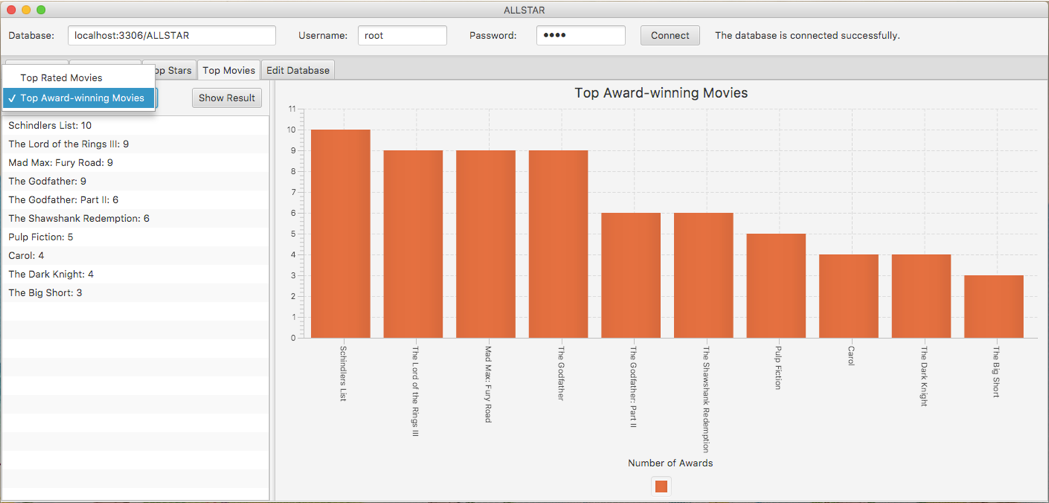 ALLSTAR
Database: localhost:3306/ALLSTAR Username: root Password: •••• Connect The database is connected successfully.
Top Stars Top Movies Edit Database
Top Rated Movies
✓ Top Award-winning Movies
Show Result
Schindlers List: 10
The Lord of the Rings III: 9
Mad Max: Fury Road: 9
The Godfather: 9
The Godfather: Part II: 6
The Shawshank Redemption: 6
Pulp Fiction: 5
Carol: 4
The Dark Knight: 4
The Big Short: 3
Top Award-winning Movies
11
10
9
8
7
6
5
4
3
2
1
0
Schindlers List
The Lord of the Rings III
Mad Max: Fury Road
The Godfather
The Godfather: Part II
The Shawshank Redemption
Pulp Fiction
Carol
The Dark Knight
The Big Short
Number of Awards